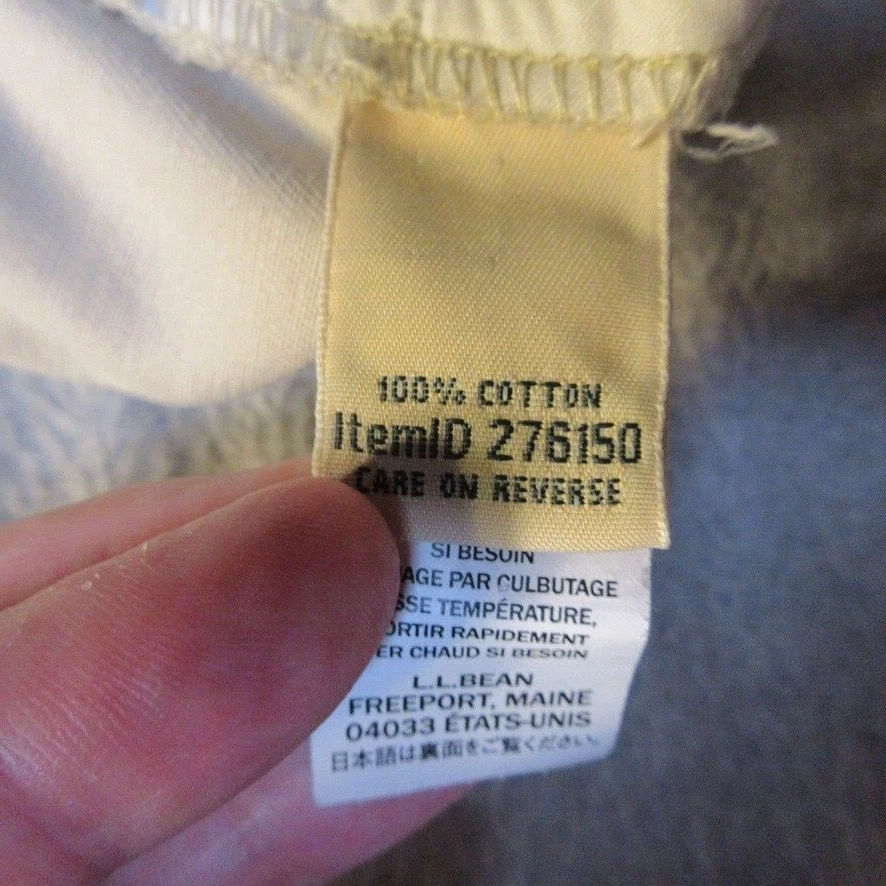 100% COTTON
ItemID 276150
CARE ON REVERSE
SI BESOIN
AGE PAR CULBUTAGE
SSE TEMPÉRATURE,
ORTIR RAPIDEMENT
ER CHAUD SI BESOIN
L.L.BEAN
FREEPORT, MAINE
04033 ÉTATS-UNIS
日本語は裏面をご覧ください。